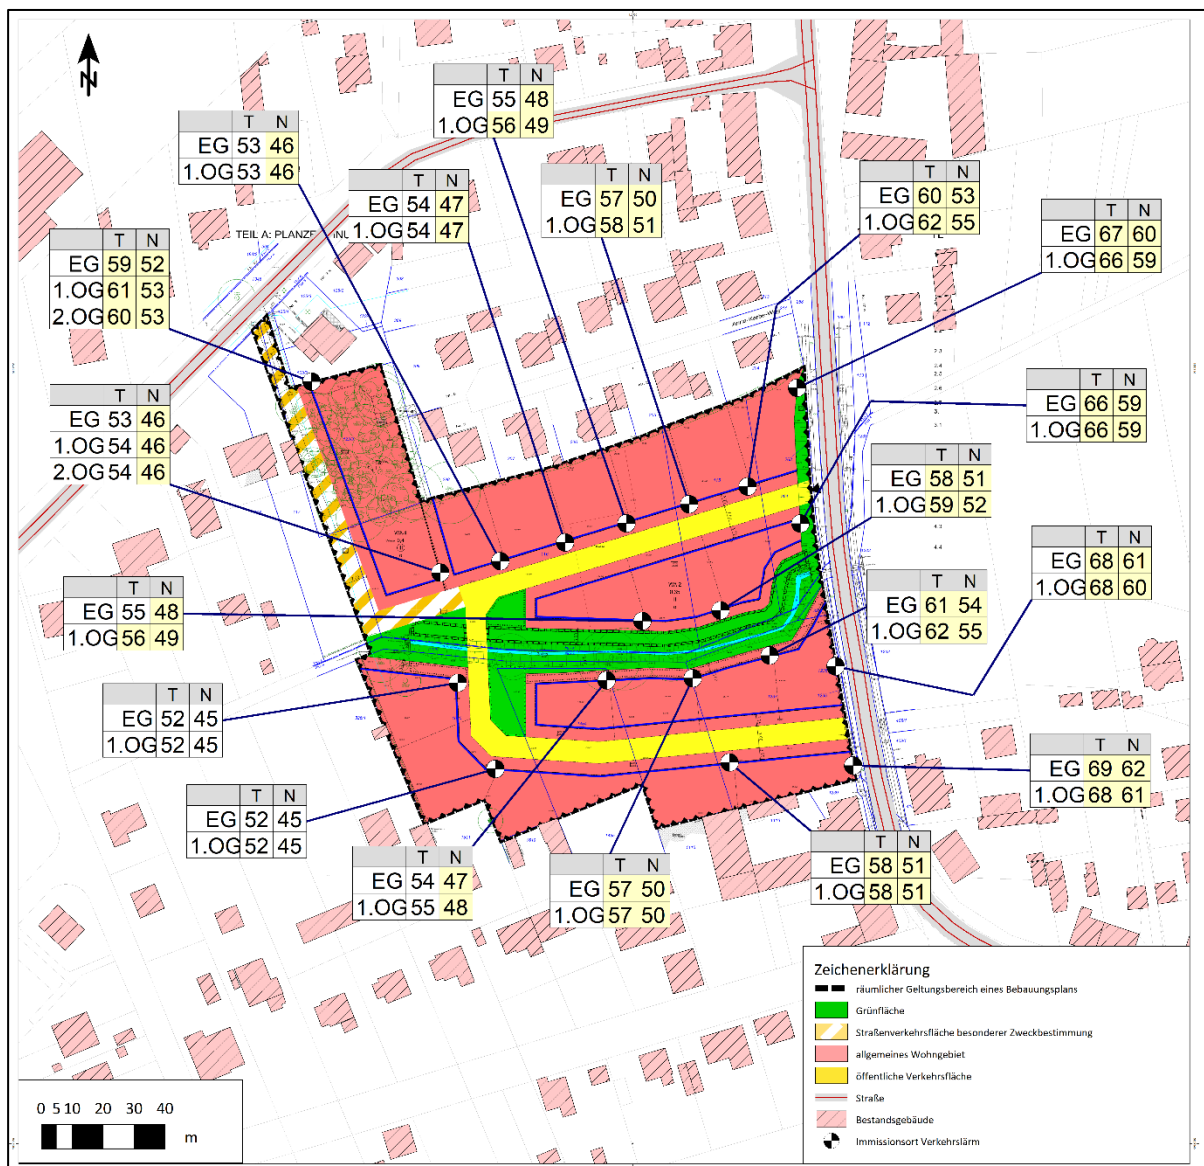 N
T N
EG 55 48
1.OG 56 49
T N
EG 53 46
1.OG 53 46
T N
EG 54 47
1.OG 54 47
T N
EG 57 50
1.OG 58 51
T N
EG 60 53
1.OG 62 55
T N
EG 67 60
1.OG 66 59
TEIL A: PLANZE
T N
EG 59 52
1.OG 61 53
2.OG 60 53
T N
EG 53 46
1.OG 54 46
2.OG 54 46
T N
EG 66 59
1.OG 66 59
T N
EG 58 51
1.OG 59 52
T N
EG 68 61
1.OG 68 60
T N
EG 61 54
1.OG 62 55
T N
EG 55 48
1.OG 56 49
T N
EG 52 45
1.OG 52 45
T N
EG 69 62
1.OG 68 61
T N
EG 52 45
1.OG 52 45
T N
EG 54 47
1.OG 55 48
T N
EG 57 50
1.OG 57 50
T N
EG 58 51
1.OG 58 51
Zeichenerklärung
räumlicher Geltungsbereich eines Bebauungsplans
Grünfläche
Straßenverkehrsfläche besonderer Zweckbestimmung
allgemeines Wohngebiet
öffentliche Verkehrsfläche
Straße
Bestandsgebäude
Immissionsort Verkehrslärm
0 5 10 20 30 40
m